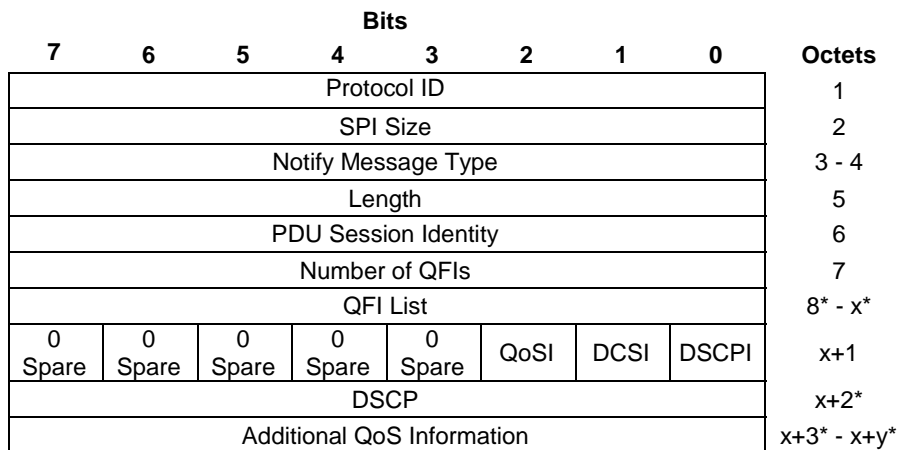 Bits
7 6 5 4 3 2 1 0 Octets
Protocol ID 1
SPI Size 2
Notify Message Type 3 - 4
Length 5
PDU Session Identity 6
Number of QFIs 7
QFI List 8* - x*
0 0 0 0 0
Spare Spare Spare Spare Spare QoSI DCSI DSCPI x+1
DSCP x+2*
Additional QoS Information x+3* - x+y*